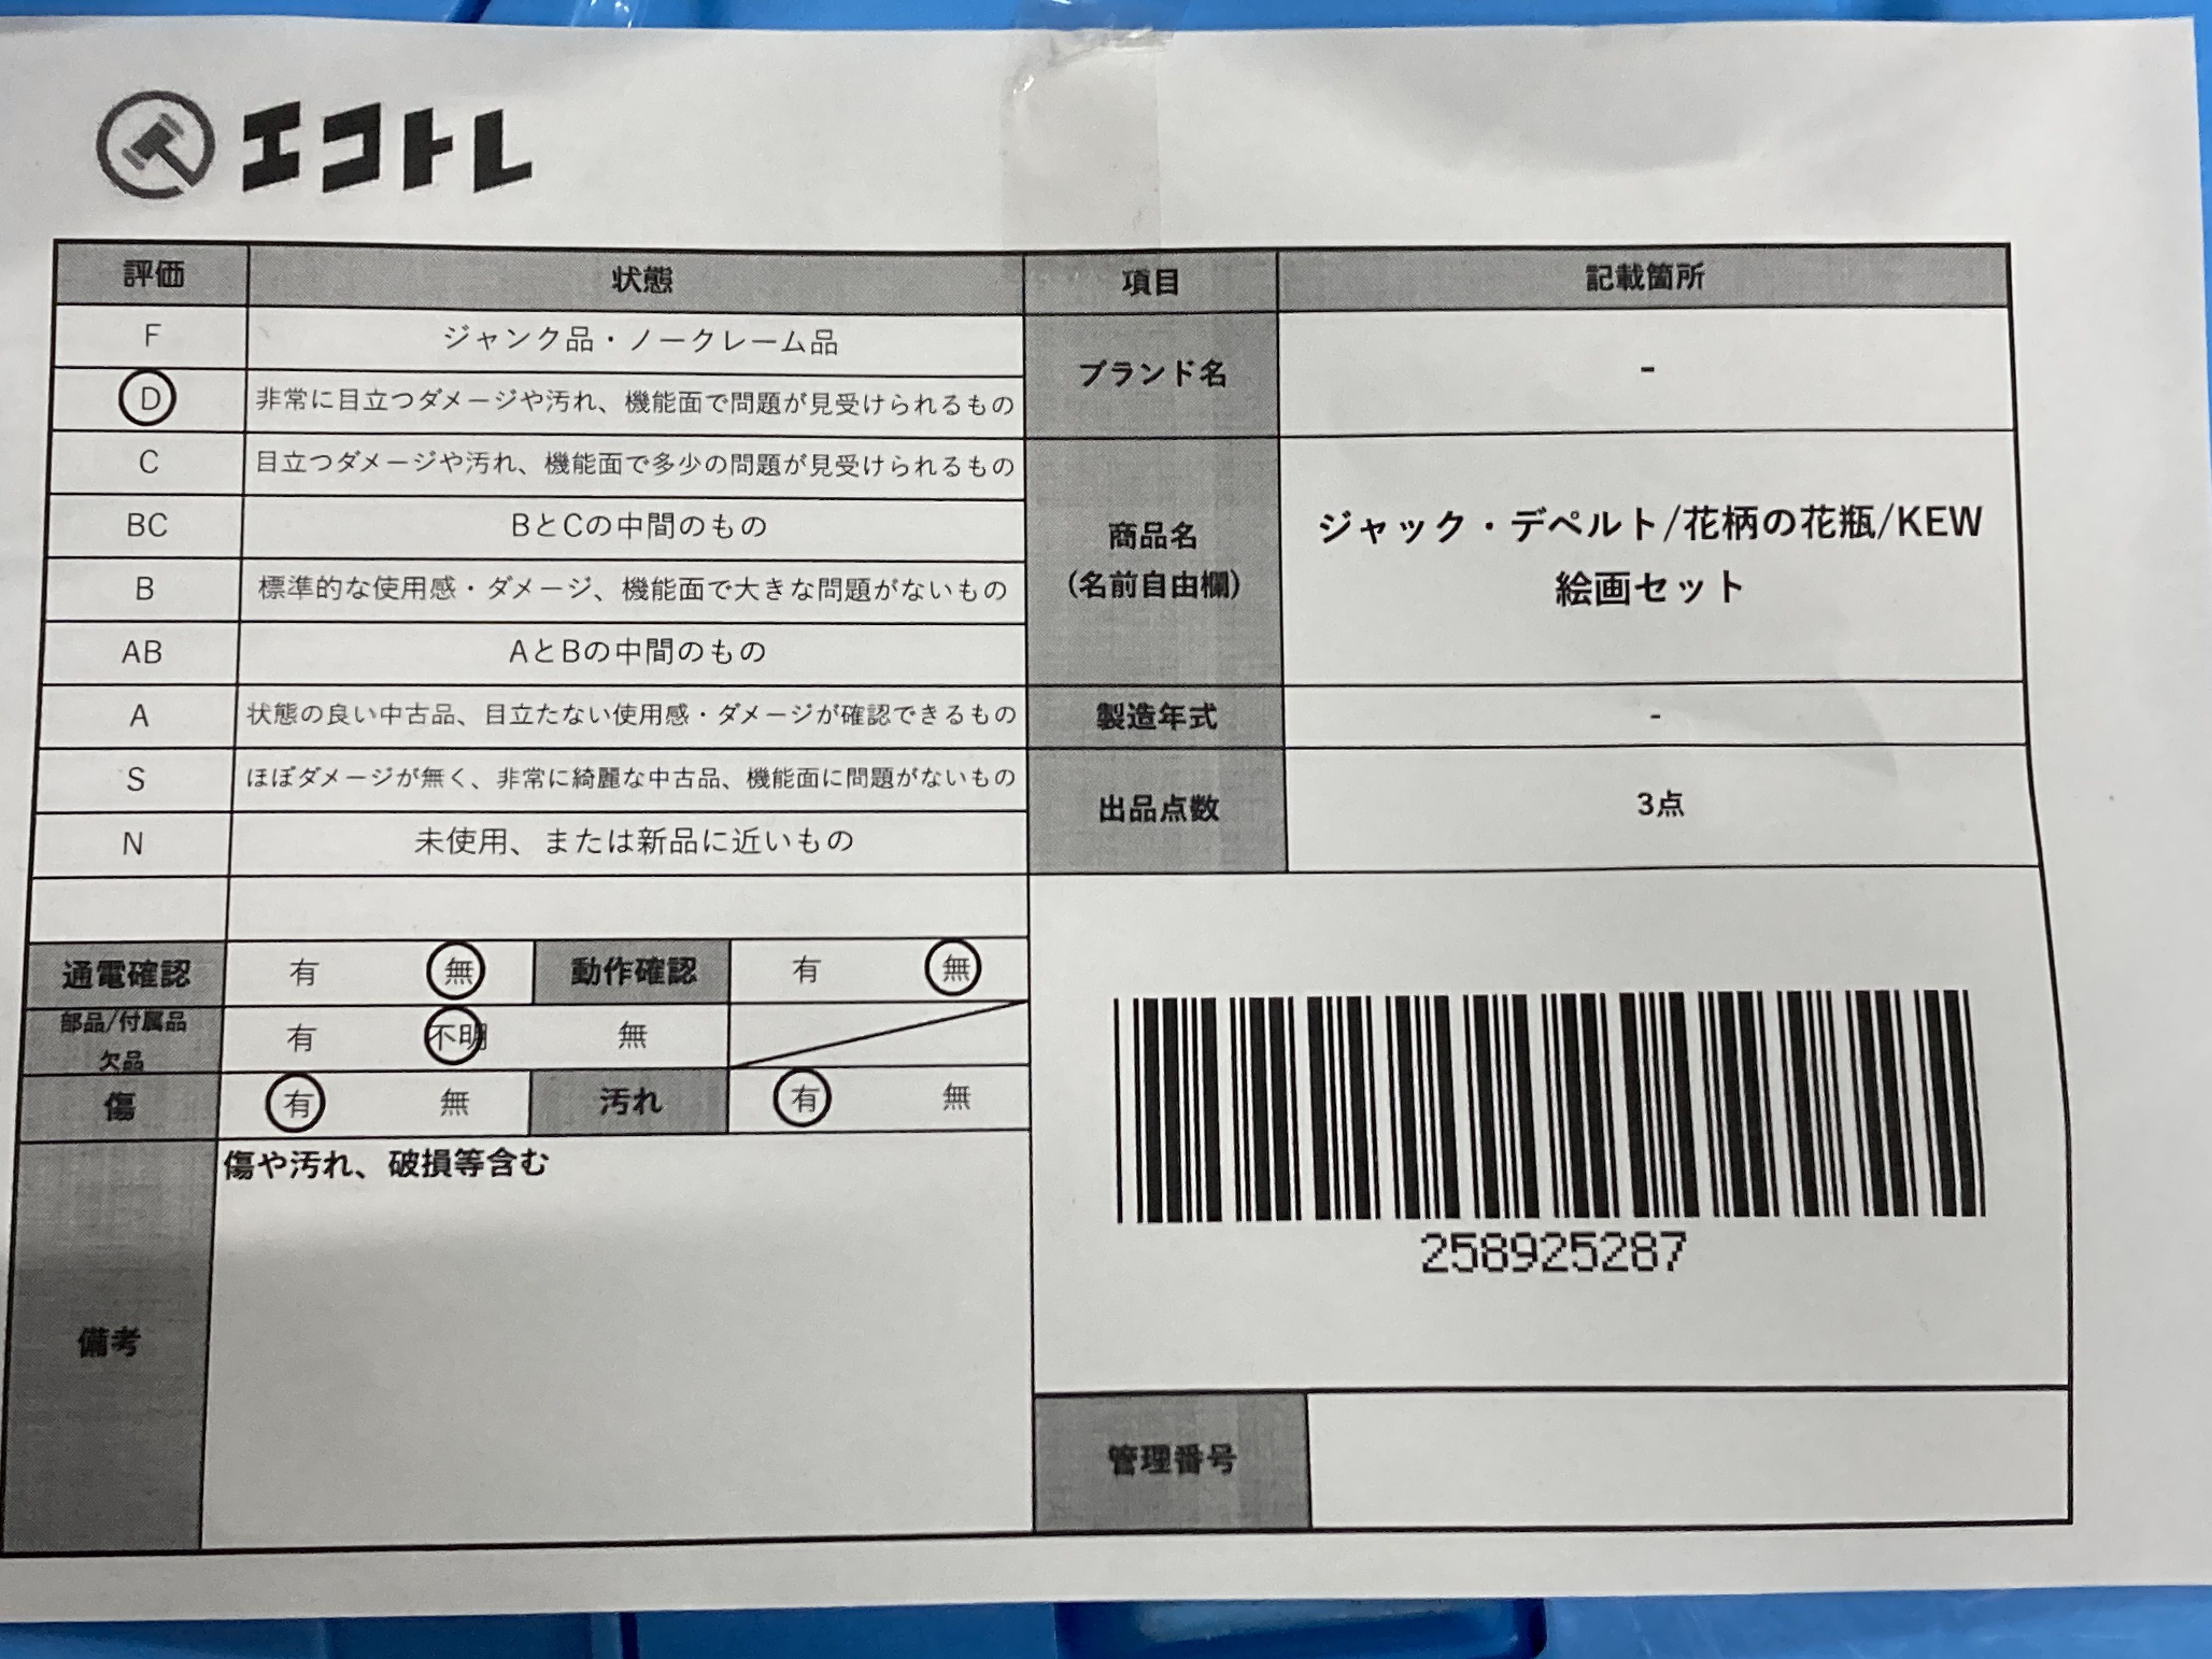 エコトレ
評価 状態 項目 記載箇所
F ジャンク品・ノークレーム品
D 非常に目立つダメージや汚れ、機能面で問題が見受けられるもの
ブランド名 -
C 目立つダメージや汚れ、機能面で多少の問題が見受けられるもの
BC BとCの中間のもの
商品名
(名前自由欄)
ジャック・デペルト/花柄の花瓶/KEW
絵画セット
B 標準的な使用感・ダメージ、機能面で大きな問題がないもの
AB AとBの中間のもの
A 状態の良い中古品、目立たない使用感・ダメージが確認できるもの
製造年式 -
S ほぼダメージが無く、非常に綺麗な中古品、機能面に問題がないもの
出品点数 3点
N 未使用、または新品に近いもの
通電確認 有 無 動作確認 有 無
部品/付属品
欠品
有 不明 無
傷 有 無 汚れ 有 無
備考
傷や汚れ、破損等含む
258925287
管理番号